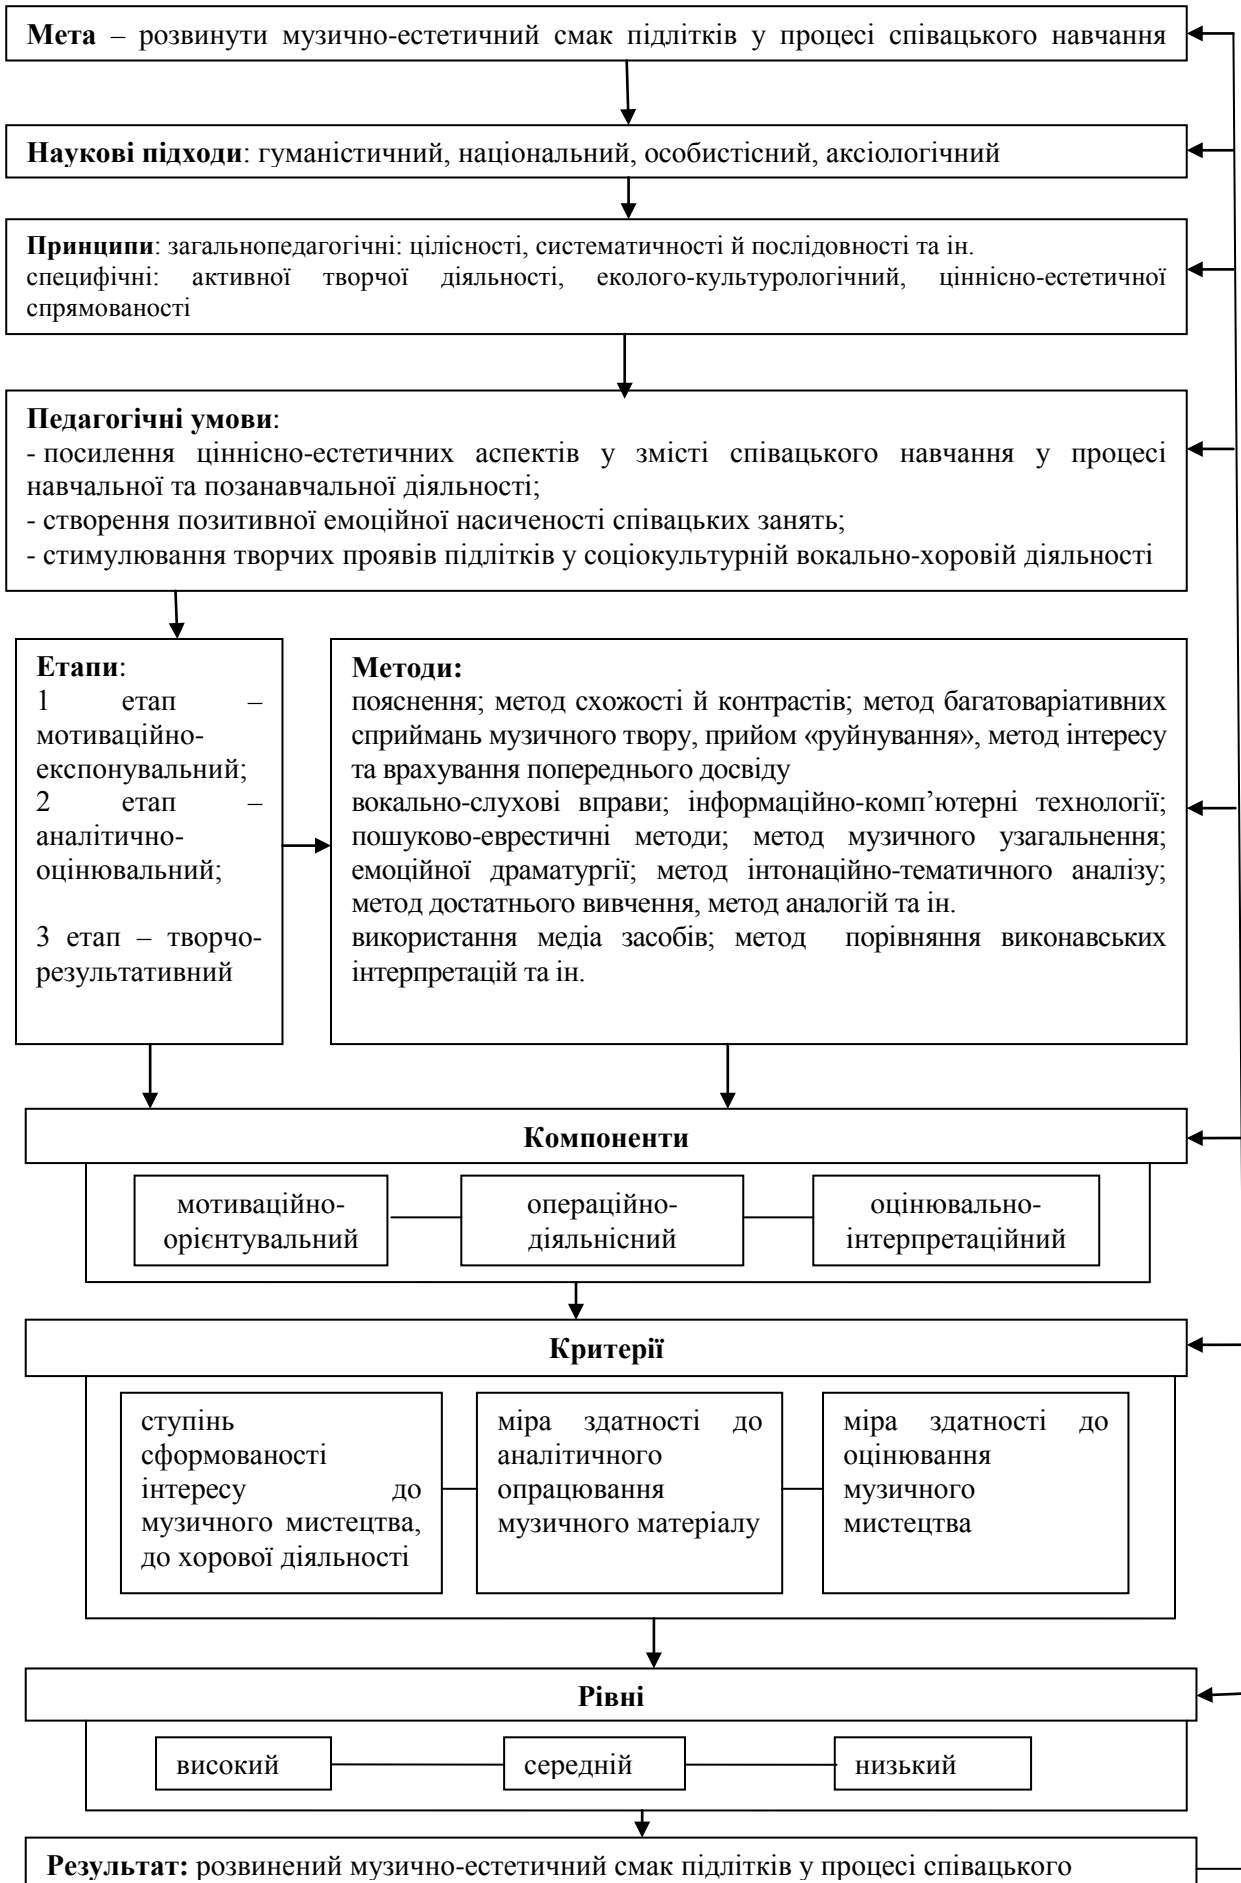 Мета – розвинути музично-естетичний смак підлітків у процесі співацького навчання
Наукові підходи: гуманістичний, національний, особистісний, аксіологічний
Принципи: загальнопедагогічні: цілісності, систематичності й послідовності та ін.
специфічні: активної творчої діяльності, еколого-культурологічний, ціннісно-естетичної
спрямованості
Педагогічні умови:
- посилення ціннісно-естетичних аспектів у змісті співацького навчання у процесі
навчальної та позанавчальної діяльності;
- створення позитивної емоційної насиченості співацьких занять;
- стимулювання творчих проявів підлітків у соціокультурній вокально-хоровій діяльності
Етапи:
1 етап –
мотиваційно-
експонувальний;
2 етап –
аналітично-
оцінювальний;
3 етап – творчо-
результативний
Методи:
пояснення; метод схожості й контрастів; метод багатоваріативних
сприймань музичного твору, прийом «руйнування», метод інтересу
та врахування попереднього досвіду
вокально-слухові вправи; інформаційно-комп’ютерні технології;
пошуково-еврестичні методи; метод музичного узагальнення;
емоційної драматургії; метод інтонаційно-тематичного аналізу;
метод достатнього вивчення, метод аналогій та ін.
використання медіа засобів; метод порівняння виконавських
інтерпретацій та ін.
Компоненти
мотиваційно-
орієнтувальний
операційно-
діяльнісний
оцінювально-
інтерпретаційний
Критерії
ступінь
сформованості
інтересу до
музичного мистецтва,
до хорової діяльності
міра здатності до
аналітичного
опрацювання
музичного матеріалу
міра здатності до
оцінювання
музичного
мистецтва
Рівні
високий
середній
низький
Результат: розвинений музично-естетичний смак підлітків у процесі співацького